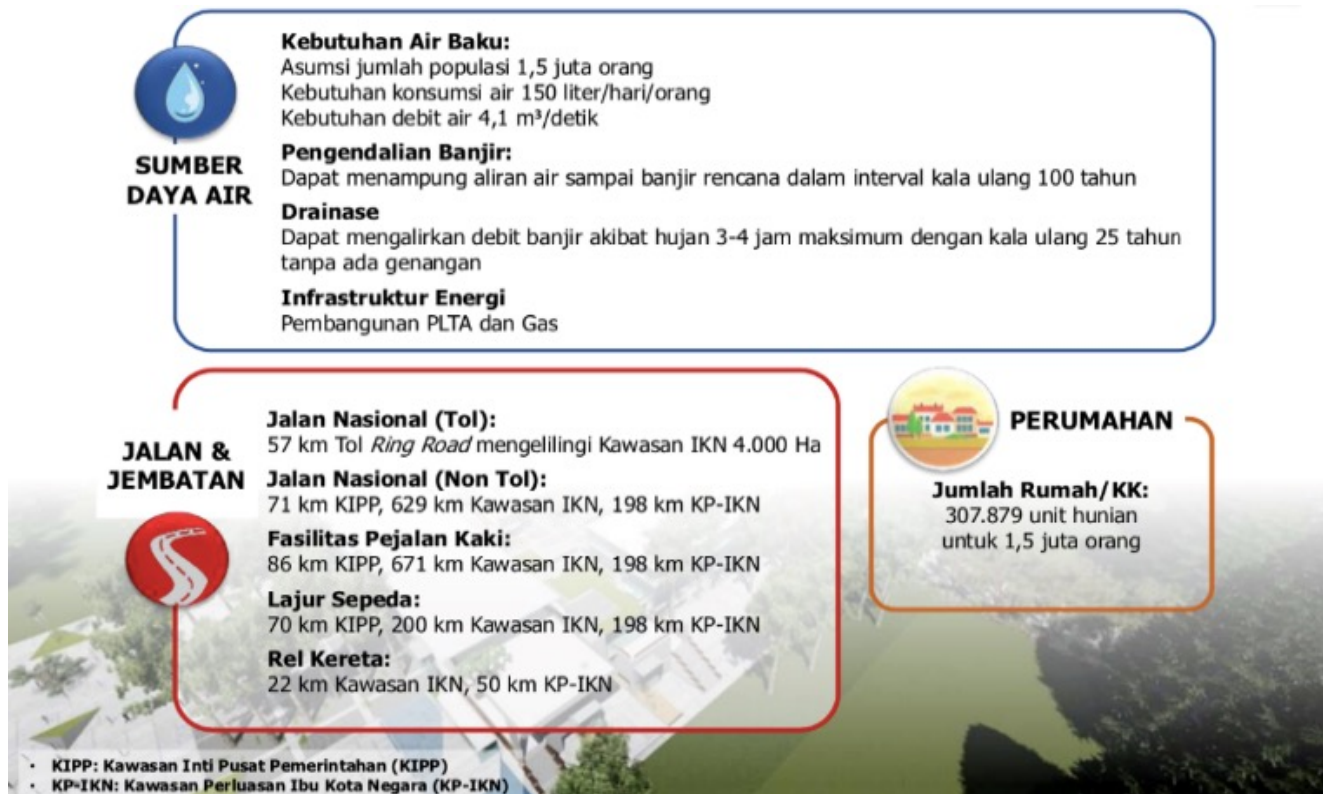 SUMBER
DAYA AIR
Kebutuhan Air Baku:
Asumsi jumlah populasi 1,5 juta orang
Kebutuhan konsumsi air 150 liter/hari/orang
Kebutuhan debit air 4,1 m³/detik
Pengendalian Banjir:
Dapat menampung aliran air sampai banjir rencana dalam interval kala ulang 100 tahun
Drainase
Dapat mengalirkan debit banjir akibat hujan 3-4 jam maksimum dengan kala ulang 25 tahun
tanpa ada genangan
Infrastruktur Energi
Pembangunan PLTA dan Gas
JALAN &
JEMBATAN
Jalan Nasional (Tol):
57 km Tol Ring Road mengelilingi Kawasan IKN 4.000 Ha
Jalan Nasional (Non Tol):
71 km KIPP, 629 km Kawasan IKN, 198 km KP-IKN
Fasilitas Pejalan Kaki:
86 km KIPP, 671 km Kawasan IKN, 198 km KP-IKN
Lajur Sepeda:
70 km KIPP, 200 km Kawasan IKN, 198 km KP-IKN
Rel Kereta:
22 km Kawasan IKN, 50 km KP-IKN
PERUMAHAN
Jumlah Rumah/KK:
307.879 unit hunian
untuk 1,5 juta orang
· KIPP: Kawasan Inti Pusat Pemerintahan (KIPP)
· KP-IKN: Kawasan Perluasan Ibu Kota Negara (KP-IKN)